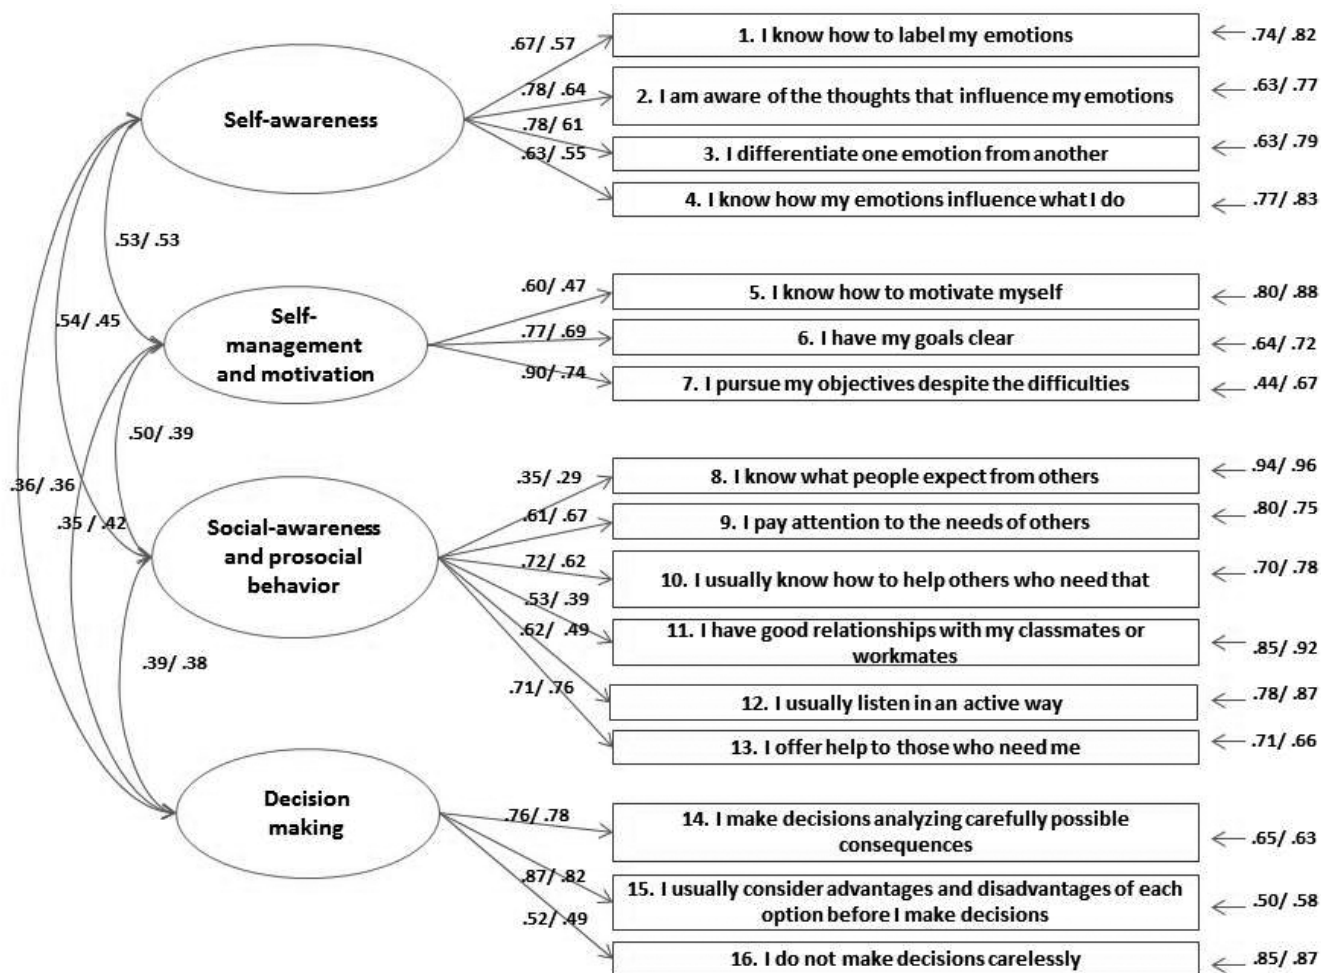 .67/ .57
1. I know how to label my emotions
.74/ .82
.78/ .64
2. I am aware of the thoughts that influence my emotions
.63/ .77
Self-awareness
.78/ 61
3. I differentiate one emotion from another
.63/ .79
.63/ .55
4. I know how my emotions influence what I do
.77/ .83
.53/ .53
.60/ .47
5. I know how to motivate myself
.80/ .88
.54/ .45
Self-
management
and motivation
.77/ .69
6. I have my goals clear
.64/ .72
.90/ .74
7. I pursue my objectives despite the difficulties
.44/ .67
.50/ .39
.36/ .36
.35 / .42
.35/ .29
8. I know what people expect from others
.94/ .96
Social-awareness
and prosocial
behavior
.61/ .67
9. I pay attention to the needs of others
.80/ .75
.72/ .62
10. I usually know how to help others who need that
.70/ .78
.53/ .39
11. I have good relationships with my classmates or
workmates
.85/ .92
.62/ .49
12. I usually listen in an active way
.78/ .87
.39/ .38
.71/ .76
13. I offer help to those who need me
.71/ .66
Decision
making
.76/ .78
14. I make decisions analyzing carefully possible
consequences
.65/ .63
.87/ .82
15. I usually consider advantages and disadvantages of each
option before I make decisions
.50/ .58
.52/ .49
16. I do not make decisions carelessly
.85/ .87